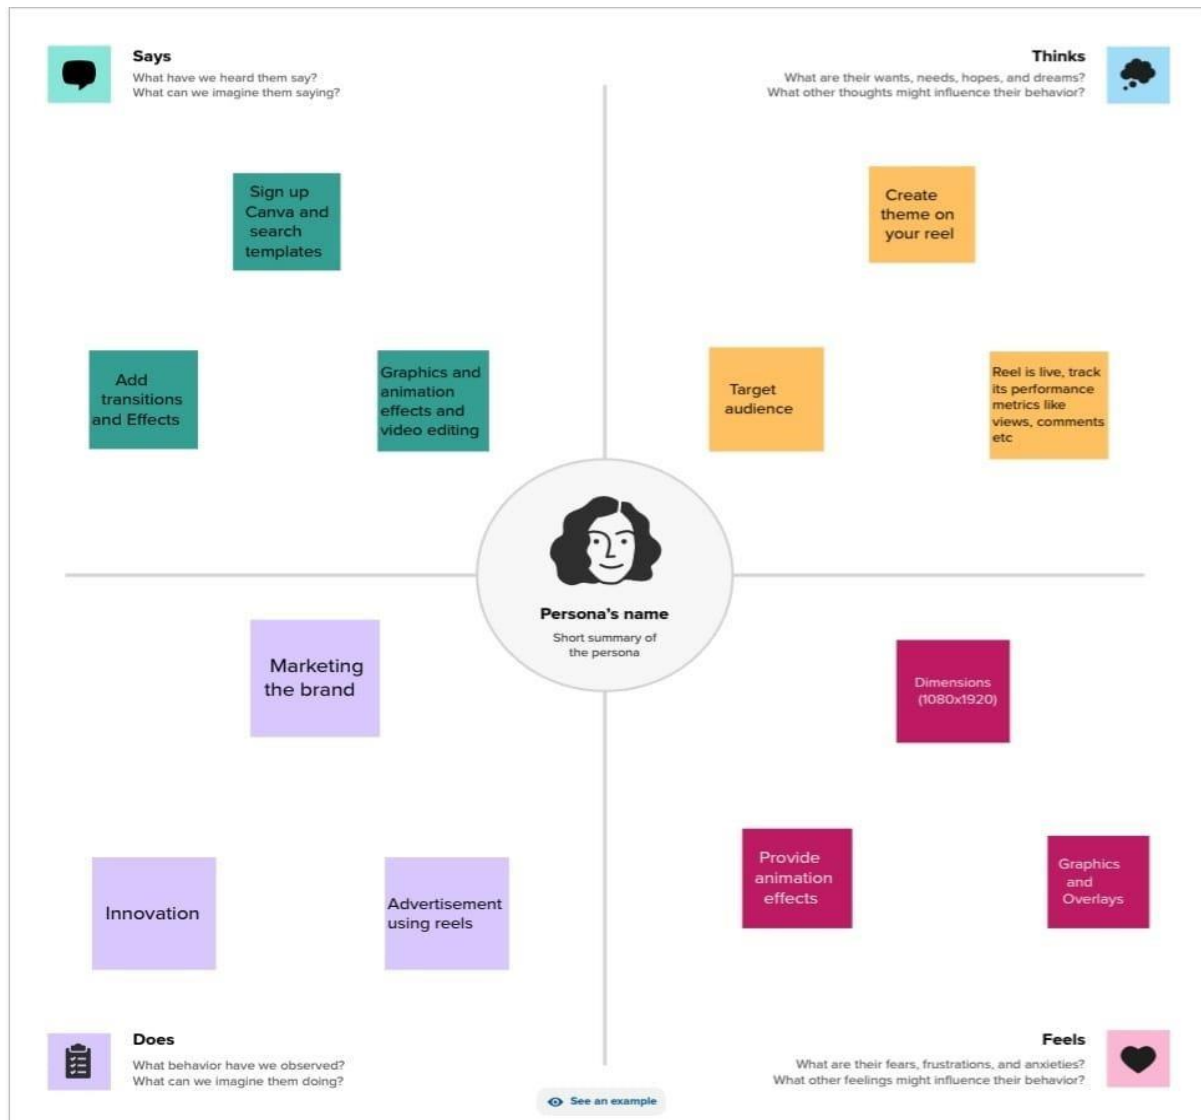 Says
What have we heard them say?
What can we imagine them saying?
Thinks
What are their wants, needs, hopes, and dreams?
What other thoughts might influence their behavior?
Sign up
Canva and
search
templates
Add
transitions
and Effects
Graphics and
animation
effects and
video editing
Create
theme on
your reel
Target
audience
Reel is live, track
its performance
metrics like
views, comments
etc
Persona's name
Short summary of
the persona
Marketing
the brand
Innovation
Advertisement
using reels
Dimensions
(1080x1920)
Provide
animation
effects
Graphics
and
Overlays
Does
What behavior have we observed?
What can we imagine them doing?
Feels
What are their fears, frustrations, and anxieties?
What other feelings might influence their behavior?
See an example